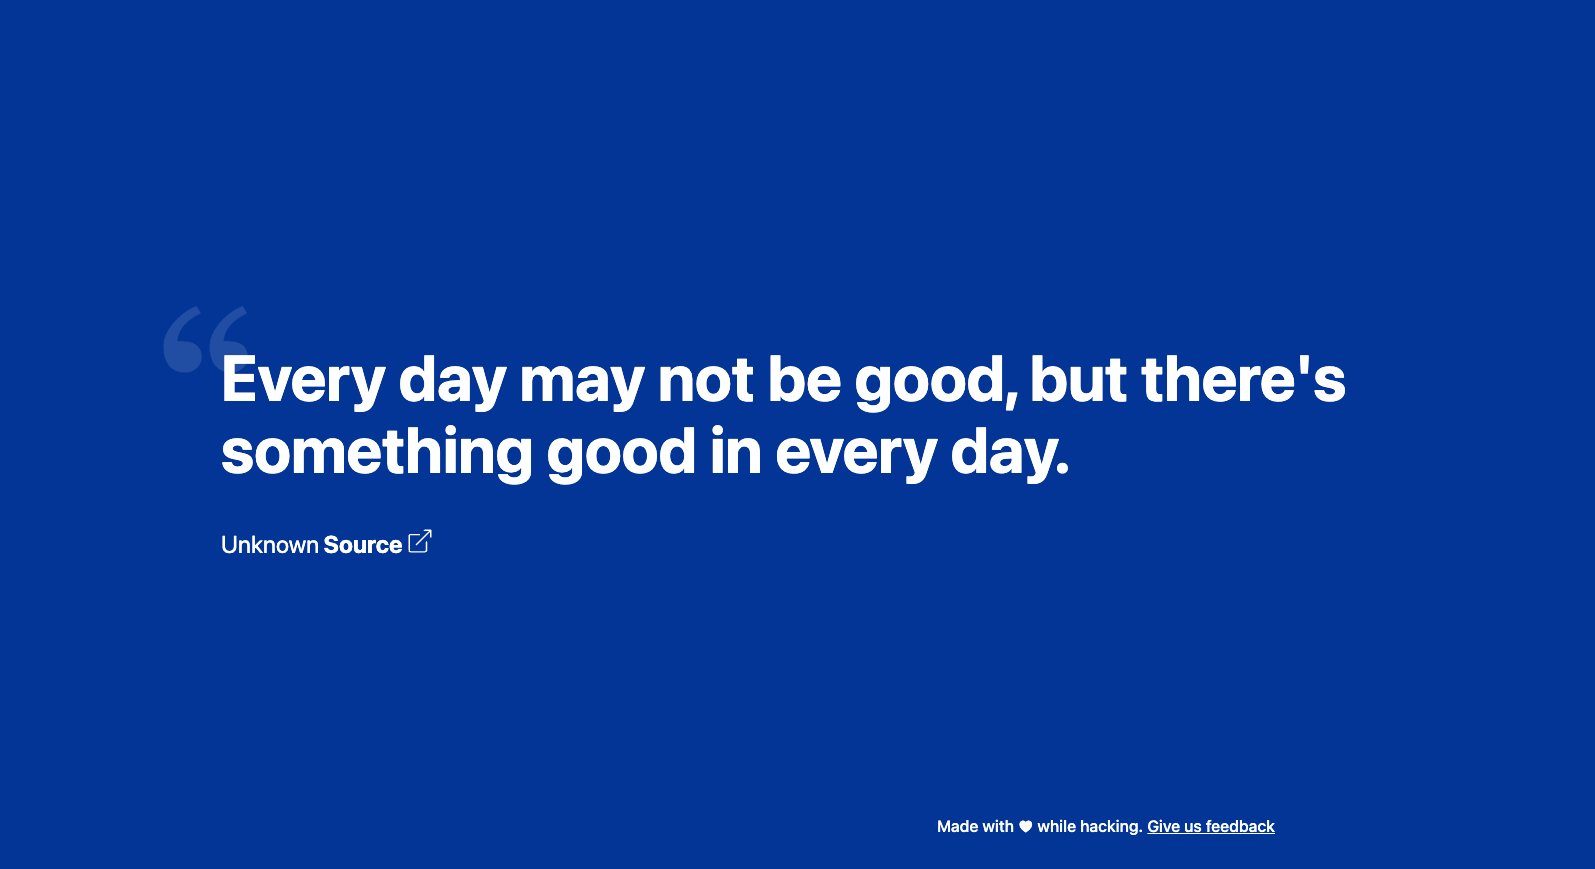 Every day may not be good, but there's
something good in every day.
Unknown Source
Made with ♥ while hacking. Give us feedback